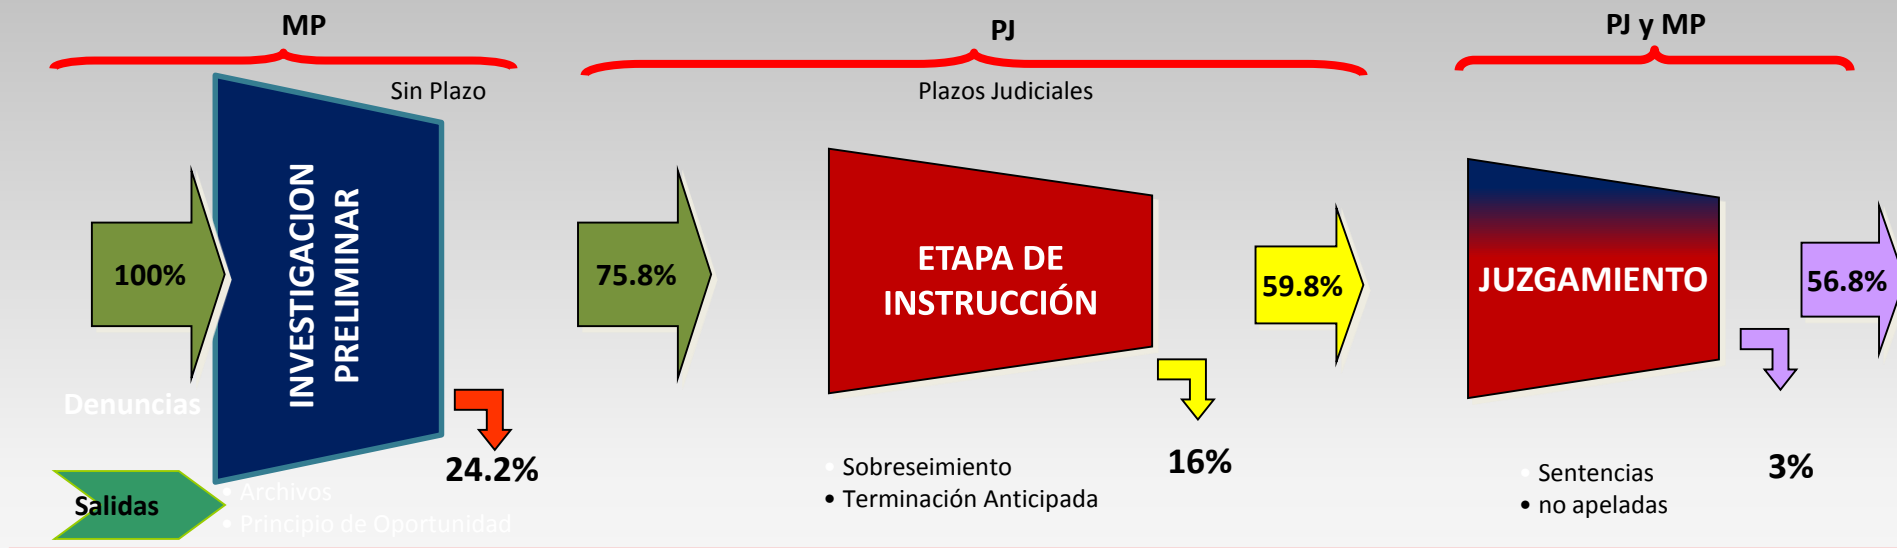 MP
PJ
PJ y MP
Sin Plazo
Plazos Judiciales
INVESTIGACION
PRELIMINAR
100%
75.8%
ETAPA DE
INSTRUCCIÓN
59.8%
JUZGAMIENTO
56.8%
Denuncias
24.2%
16%
3%
Salidas
• Archivos
• Principio de Oportunidad
• Sobreseimiento
• Terminación Anticipada
• Sentencias
• no apeladas